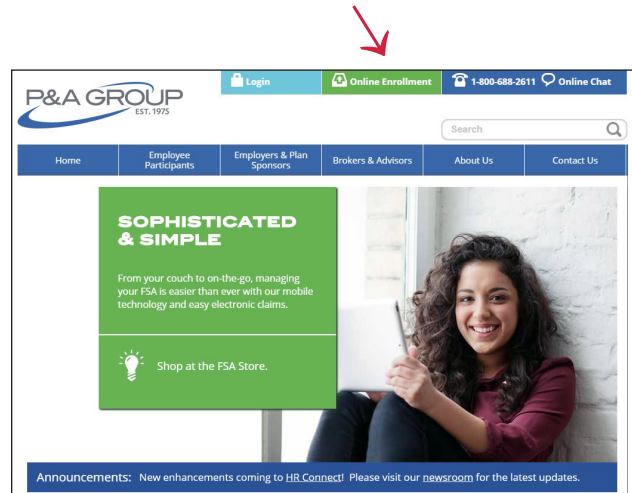 Login
Online Enrollment
1-800-688-2611
Online Chat
P&A GROUP
EST. 1975
Search
Home
Employee
Participants
Employers & Plan
Sponsors
Brokers & Advisors
About Us
Contact Us
SOPHISTICATED
& SIMPLE
From your couch to on-the-go, managing
your FSA is easier than ever with our mobile
technology and easy electronic claims.
Shop at the FSA Store.
Announcements: New enhancements coming to HR Connect! Please visit our newsroom for the latest updates.